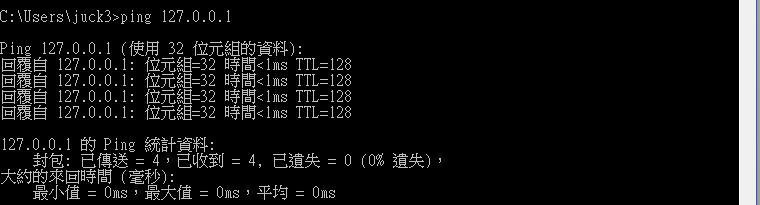 C:\Users\juck3>ping 127.0.0.1
Ping 127.0.0.1 (使用 32 位元組的資料):
回覆自 127.0.0.1: 位元組=32 時間<1ms TTL=128
回覆自 127.0.0.1: 位元組=32 時間<1ms TTL=128
回覆自 127.0.0.1: 位元組=32 時間<1ms TTL=128
回覆自 127.0.0.1: 位元組=32 時間<1ms TTL=128
127.0.0.1 的 Ping 統計資料:
封包: 已傳送 = 4，已收到 = 4, 已遺失 = 0 (0% 遺失)，
大約的來回時間 (毫秒):
最小值 = 0ms，最大值 = 0ms，平均 = 0ms